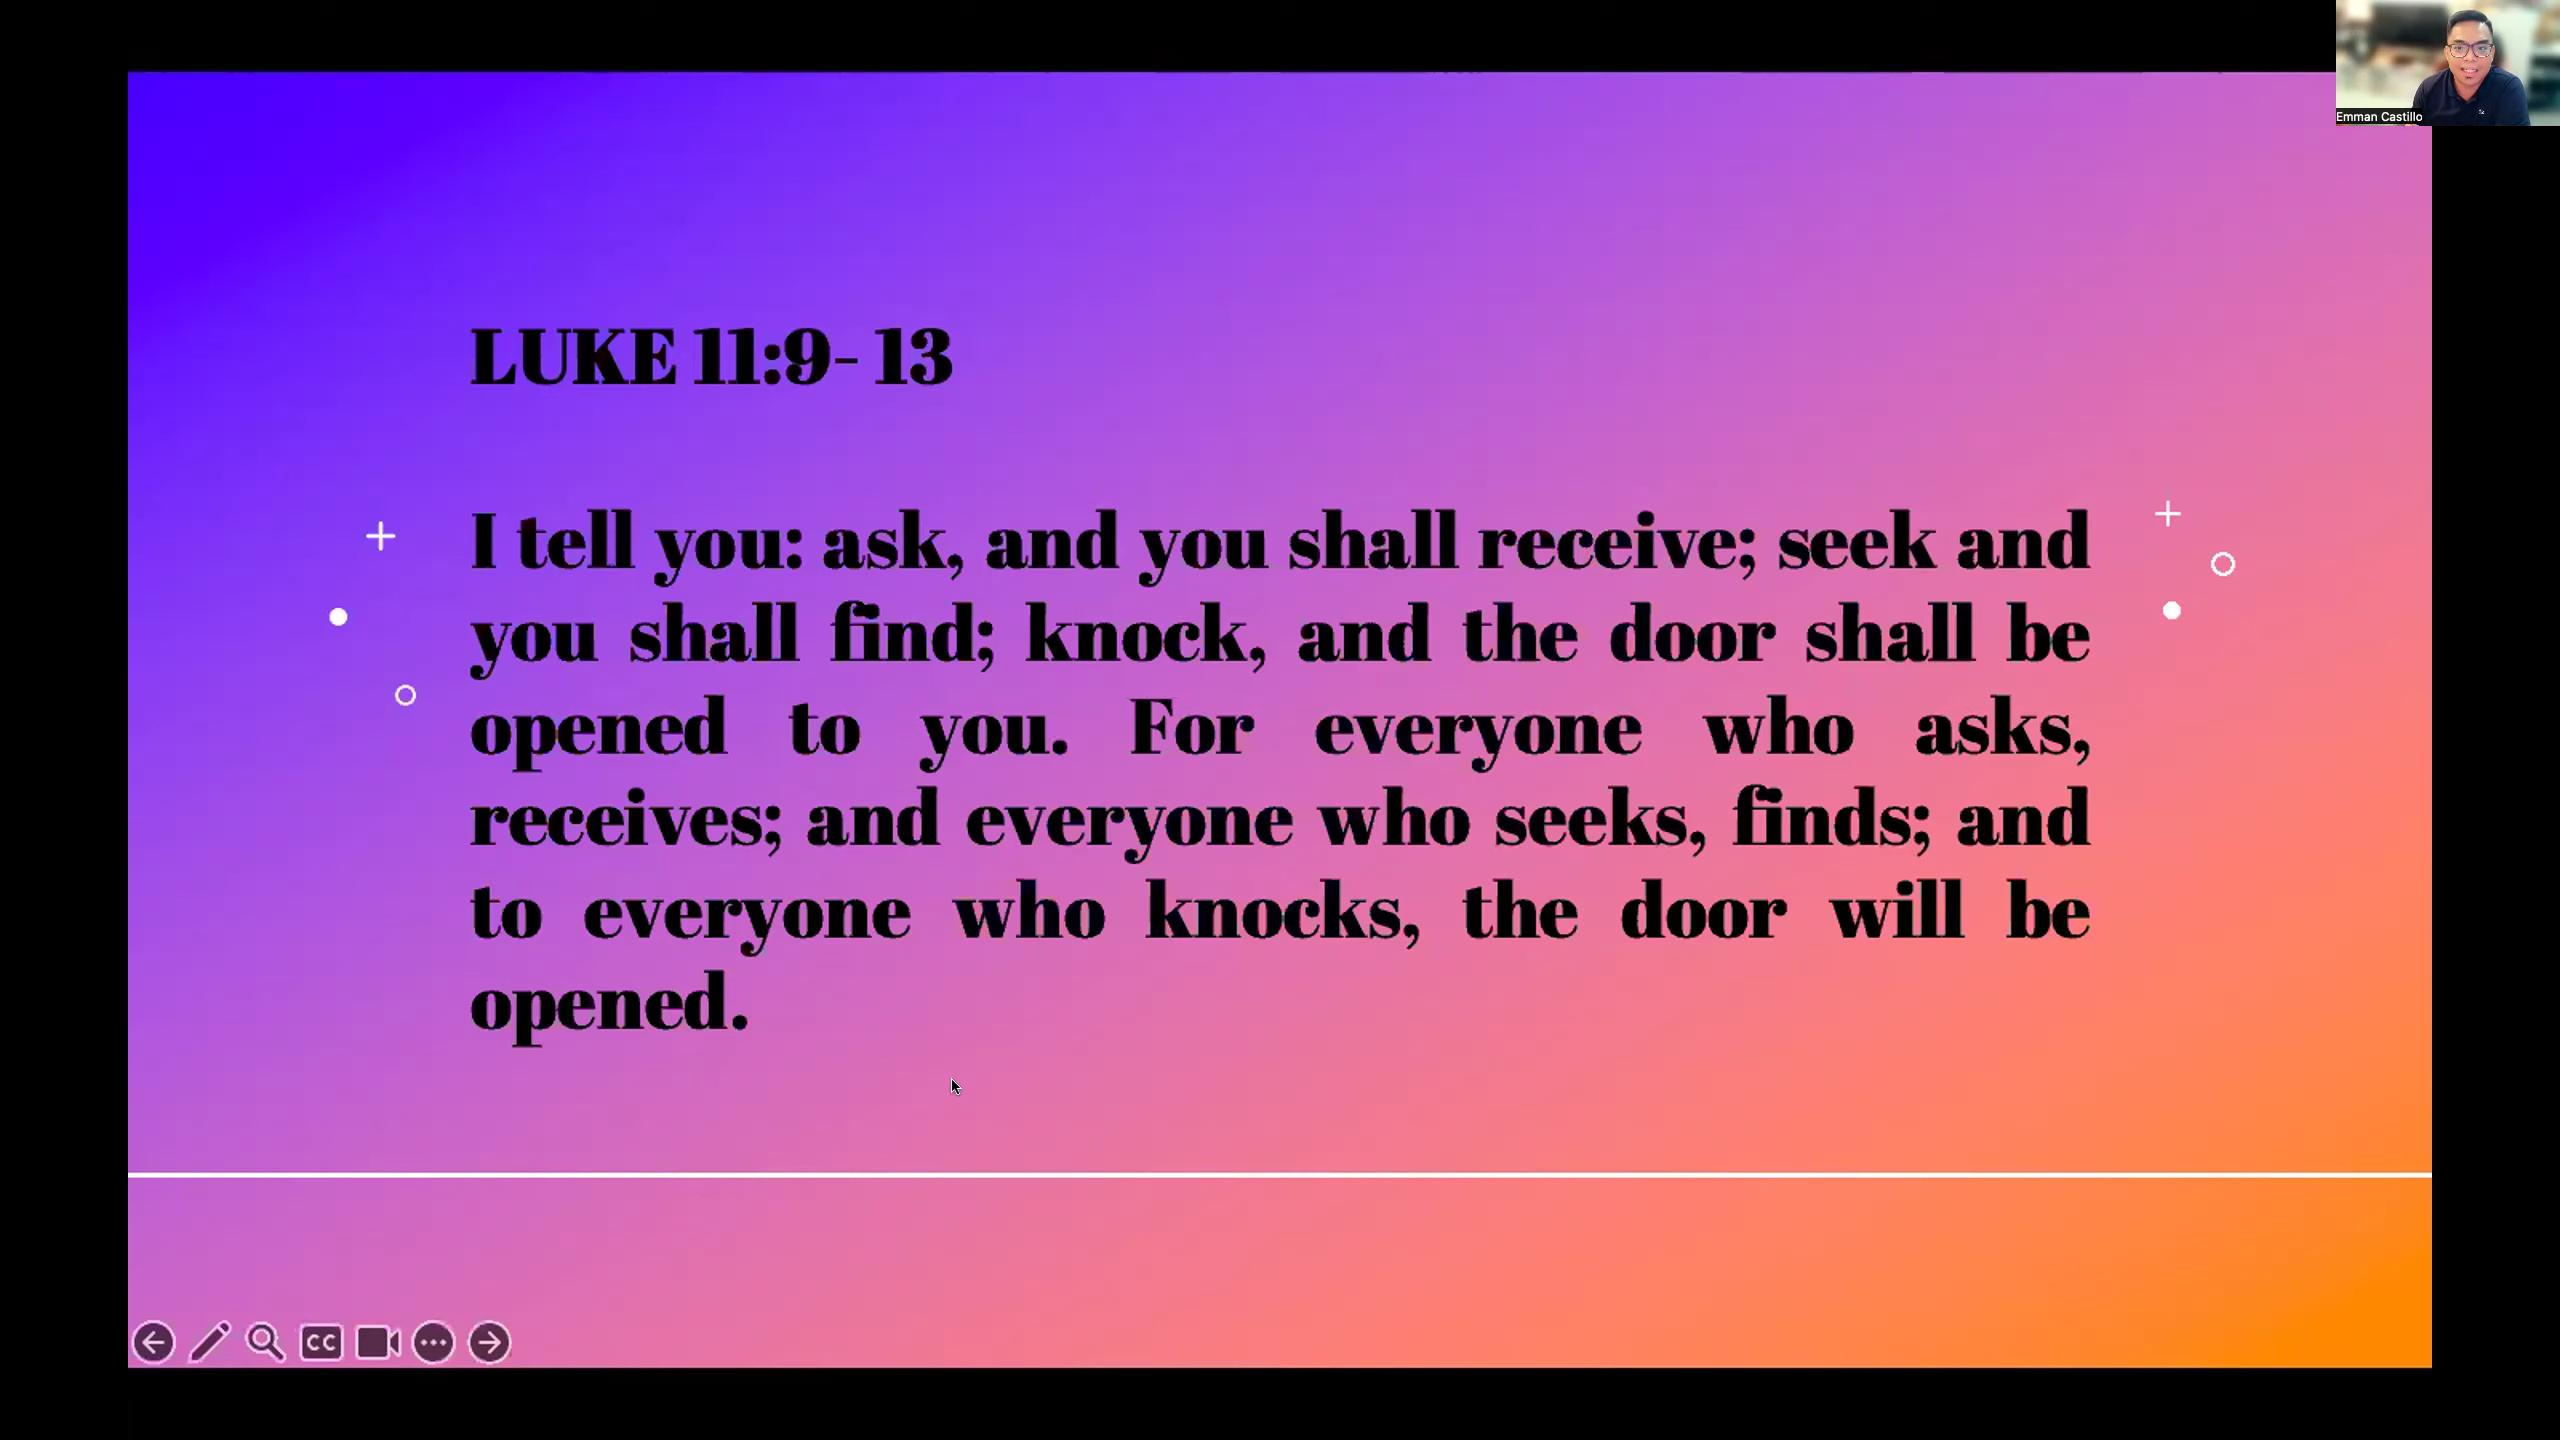 Emman Castillo
LUKE 11:9- 13
I tell you: ask, and you shall receive; seek and
you shall find; knock, and the door shall be
opened to you. For everyone who asks,
receives; and everyone who seeks, finds; and
to everyone who knocks, the door will be
opened.
CC